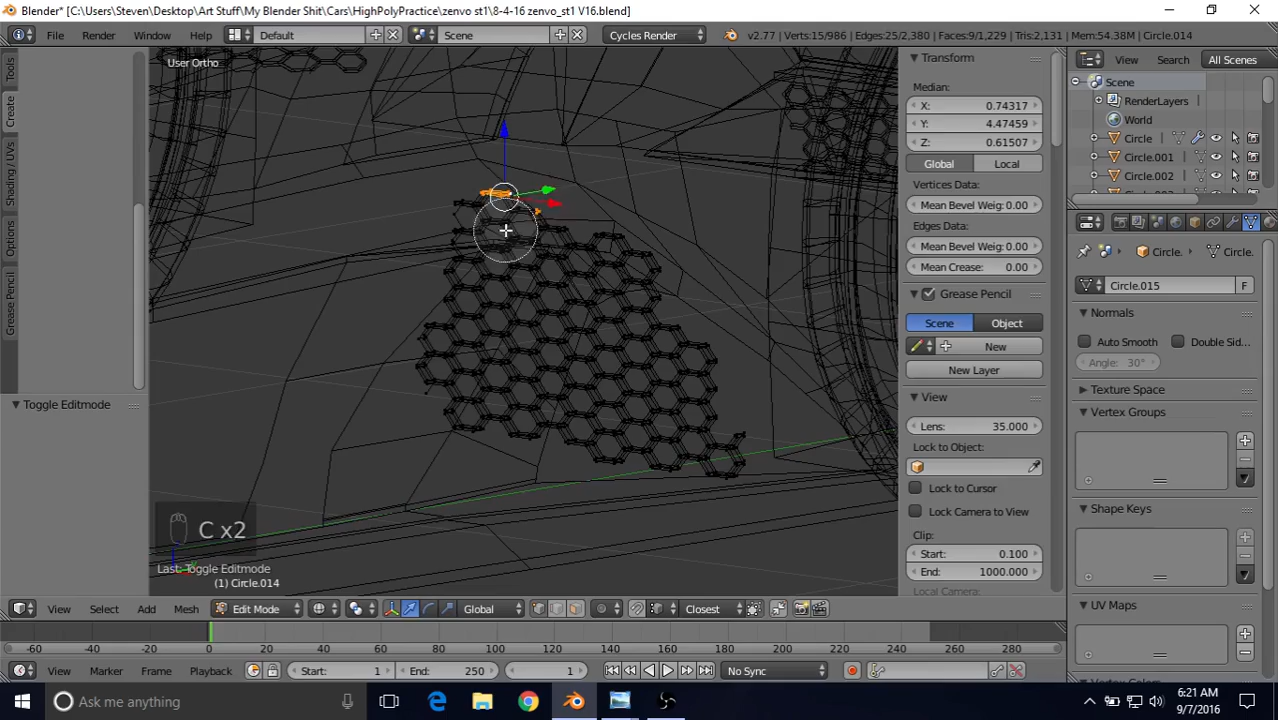 Blender* [C:\Users\Steven\Desktop\Art Stuff\My Blender Shit\Cars\HighPolyPractice\zenvo st1\8-4-16 zenvo_st1 V16.blend]
File Render Window Help Default Scene Cycles Render v2.77 | Verts:15/986 | Edges:25/2,380 | Faces:9/1,229 | Tris:2,131 | Mem:54.38M | Circle.014
User Ortho
Tools
Create
Shading / UVs
Options
Grease Pencil
Toggle Editmode
C x2
Last: Toggle Editmode
(1) Circle.014
Transform
Median:
X: 0.74317
Y: 4.47459
Z: 0.61507
Global Local
Vertices Data:
Mean Bevel Weig: 0.00
Edges Data:
Mean Bevel Weig: 0.00
Mean Crease: 0.00
Grease Pencil
Scene Object
New
New Layer
View
Lens: 35.000
Lock to Object:
Lock to Cursor
Lock Camera to View
Clip:
Start: 0.100
End: 1000.000
Local Camera:
View Search All Scenes
Scene
RenderLayers
World
Circle
Circle.001
Circle.002
Circle. Circle.
Circle.015 F
Normals
Auto Smooth Double Sid...
Angle: 30°
Texture Space
Vertex Groups
Shape Keys
UV Maps
Vertex Colors
View Select Add Mesh Edit Mode Global Closest
-60 -40 -20 0 20 40 60 80 100 120 140 160 180 200 220 240 260 280
View Marker Frame Playback Start: 1 End: 250 1 No Sync
Ask me anything
6:21 AM
9/7/2016